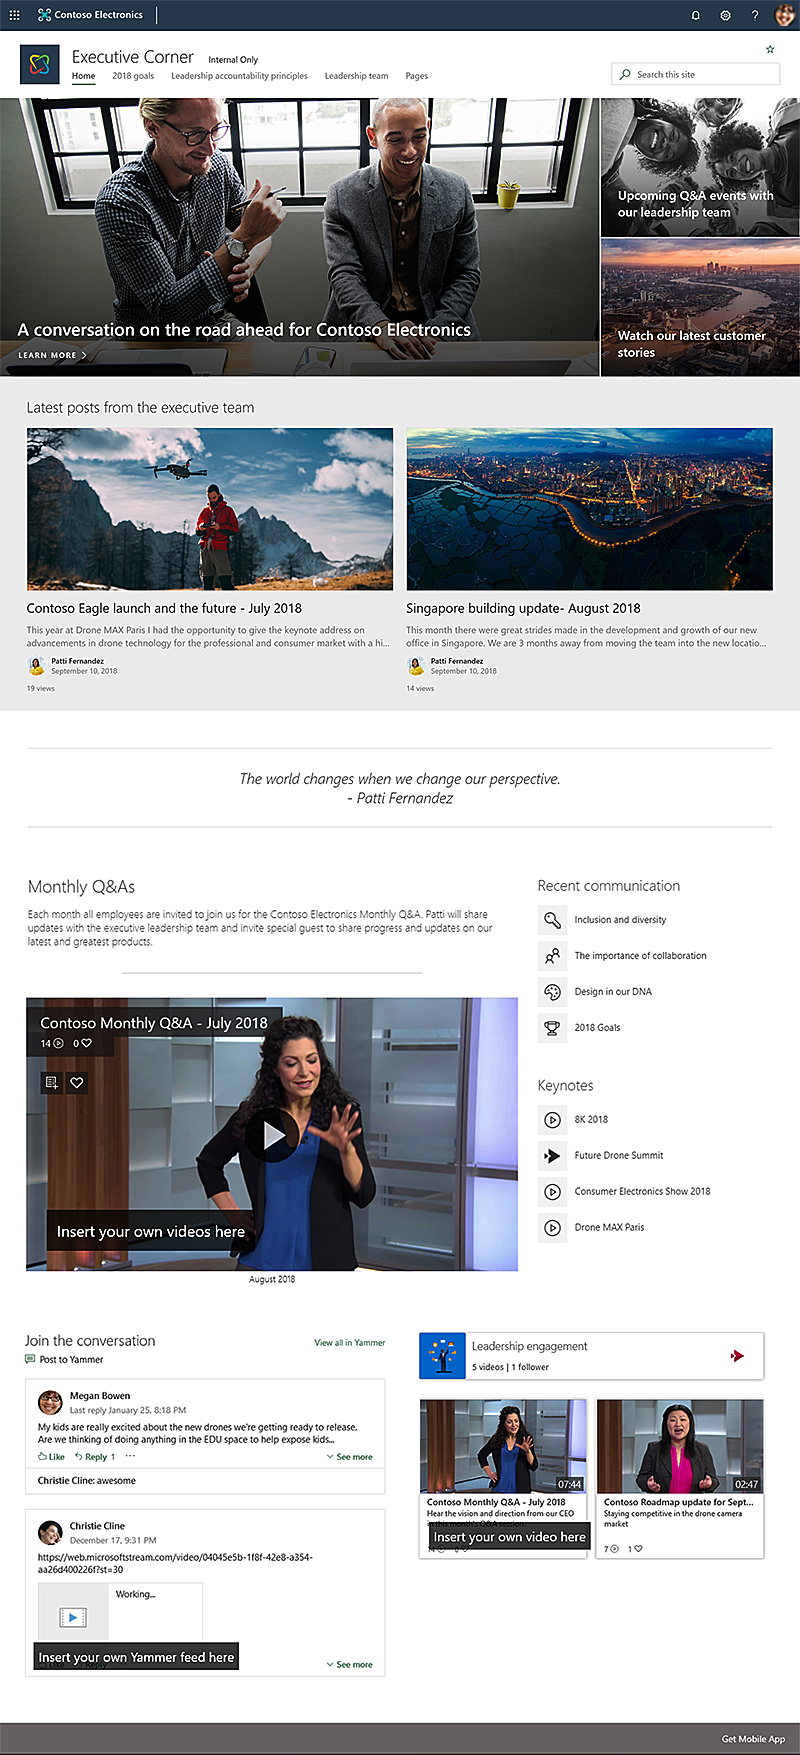 Contoso Electronics
Executive Corner
Internal Only
Home
2018 goals
Leadership accountability principles
Leadership team
Pages
Search this site
A conversation on the road ahead for Contoso Electronics
LEARN MORE
Upcoming Q&A events with
our leadership team
Watch our latest customer
stories
Latest posts from the executive team
Contoso Eagle launch and the future - July 2018
This year at Drone MAX Paris I had the opportunity to give the keynote address on
advancements in drone technology for the professional and consumer market with a hi...
Patti Fernandez
September 10, 2018
19 views
Singapore building update- August 2018
This month there were great strides made in the development and growth of our new
office in Singapore. We are 3 months away from moving the team into the new locatio...
Patti Fernandez
September 10, 2018
14 views
The world changes when we change our perspective.
- Patti Fernandez
Monthly Q&As
Each month all employees are invited to join us for the Contoso Electronics Monthly Q&A. Patti will share
updates with the executive leadership team and invite special guest to share progress and updates on our
latest and greatest products.
Contoso Monthly Q&A - July 2018
14 0
Insert your own videos here
August 2018
Recent communication
Inclusion and diversity
The importance of collaboration
Design in our DNA
2018 Goals
Keynotes
8K 2018
Future Drone Summit
Consumer Electronics Show 2018
Drone MAX Paris
Join the conversation
View all in Yammer
Post to Yammer
Megan Bowen
Last reply January 25, 8:18 PM
My kids are really excited about the new drones we're getting ready to release.
Are we thinking of doing anything in the EDU space to help expose kids...
Like Reply 1 ... See more
Christie Cline: awesome
Christie Cline
December 17, 9:31 PM
https://web.microsoftstream.com/video/04045e5b-1f8f-42e8-a354-
aa26d400226f?st=30
Working...
Insert your own Yammer feed here
See more
Leadership engagement
5 videos | 1 follower
07:44
Contoso Monthly Q&A - July 2018
Hear the vision and direction from our CEO
in this month's Q&A session.
Insert your own video here
02:47
Contoso Roadmap update for Sept...
Staying competitive in the drone camera
market
7 1
Get Mobile App